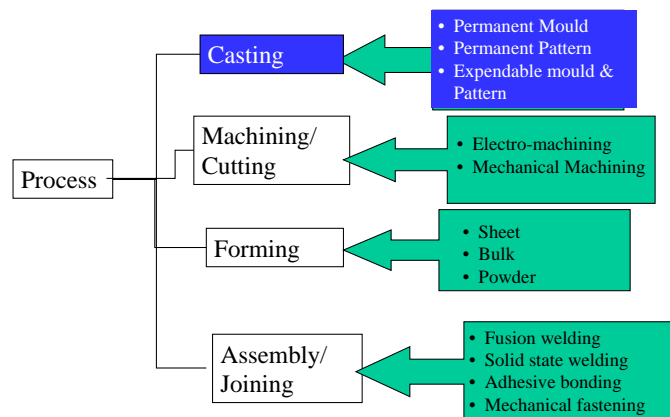 Casting
• Permanent Mould
• Permanent Pattern
• Expendable mould &
Pattern
Machining/
Cutting
• Electro-machining
• Mechanical Machining
Process
Forming
• Sheet
• Bulk
• Powder
Assembly/
Joining
• Fusion welding
• Solid state welding
• Adhesive bonding
• Mechanical fastening